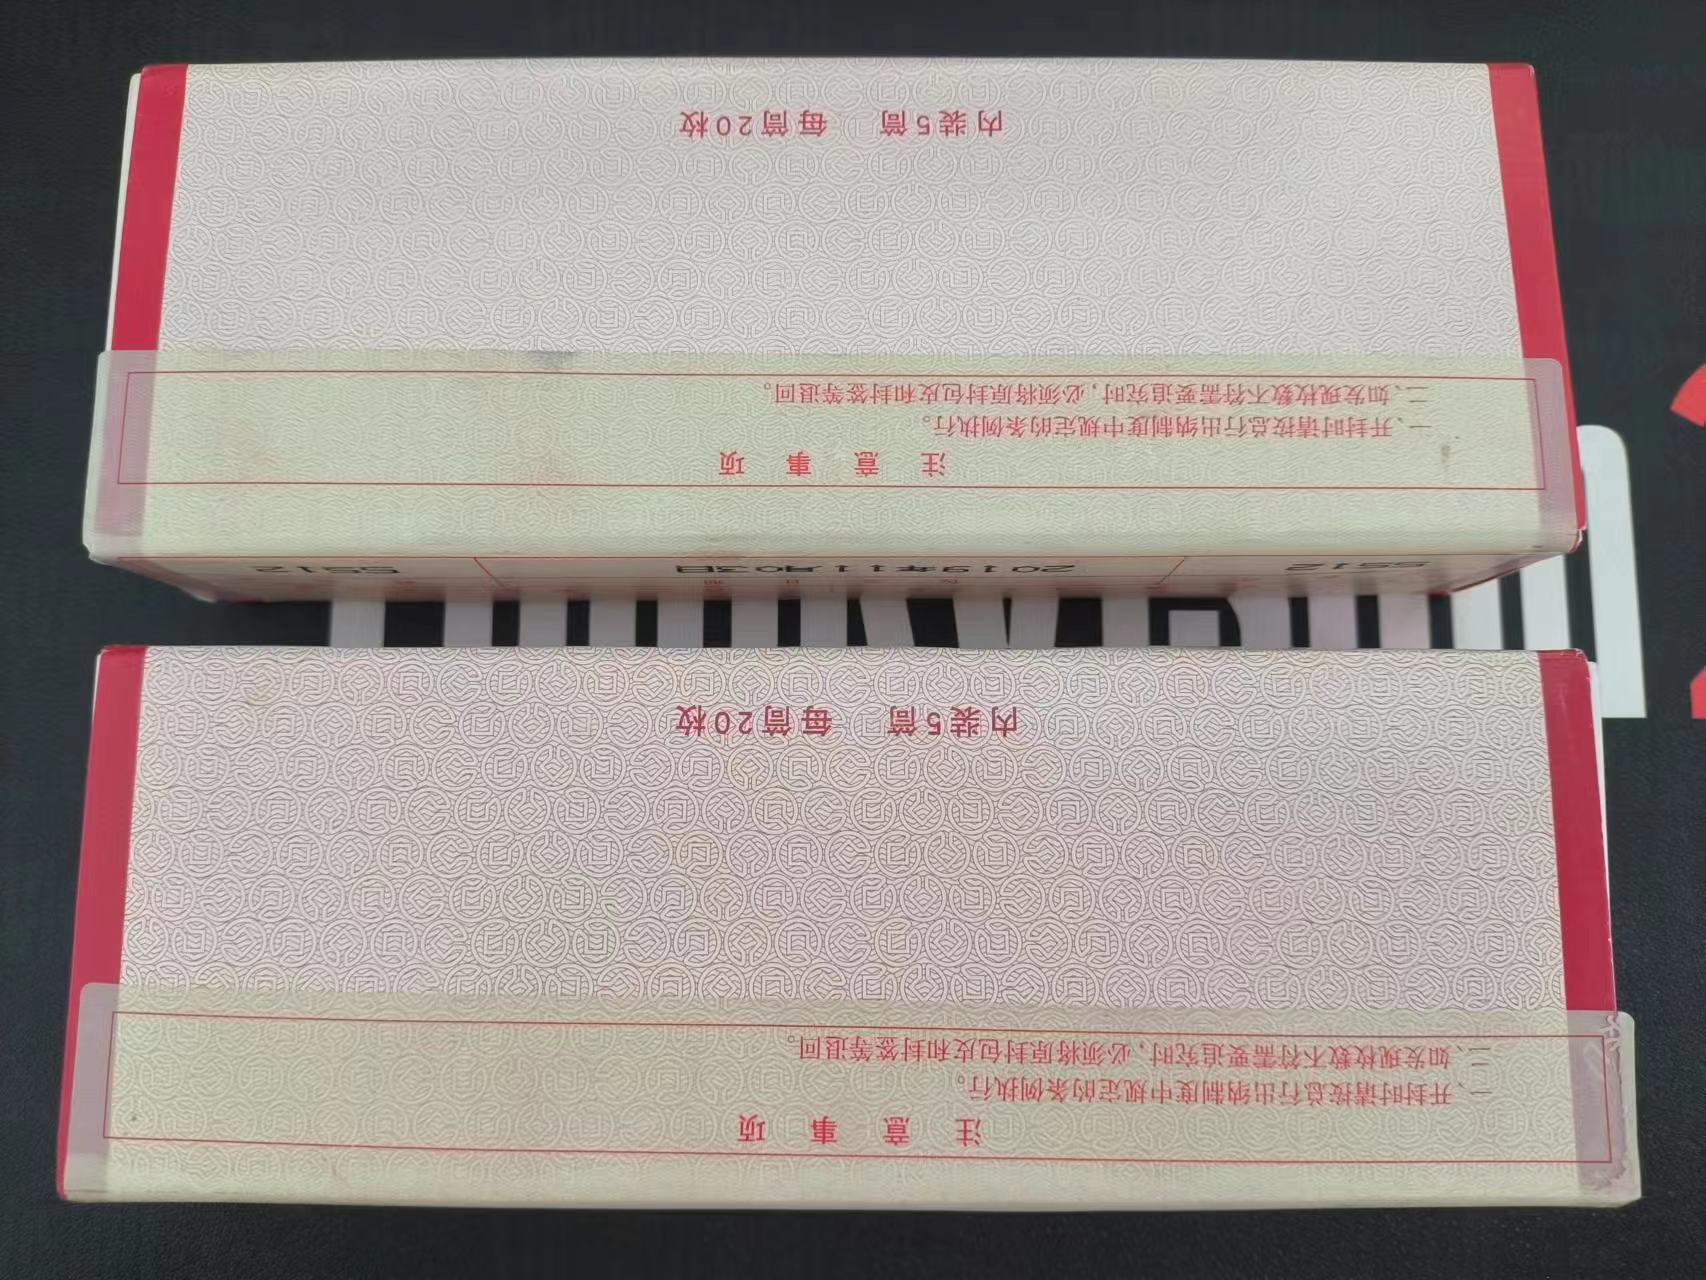 注意事项
一、开封时请按总行出纳制度中规定的条例执行。
二、如发现枚数不符需要追究时，必须将原封包皮和封签等退回。
内装5筒 每筒20枚
5512 2019年11月03日 5512
注意事项
一、开封时请按总行出纳制度中规定的条例执行。
二、如发现枚数不符需要追究时，必须将原封包皮和封签等退回。
内装5筒 每筒20枚